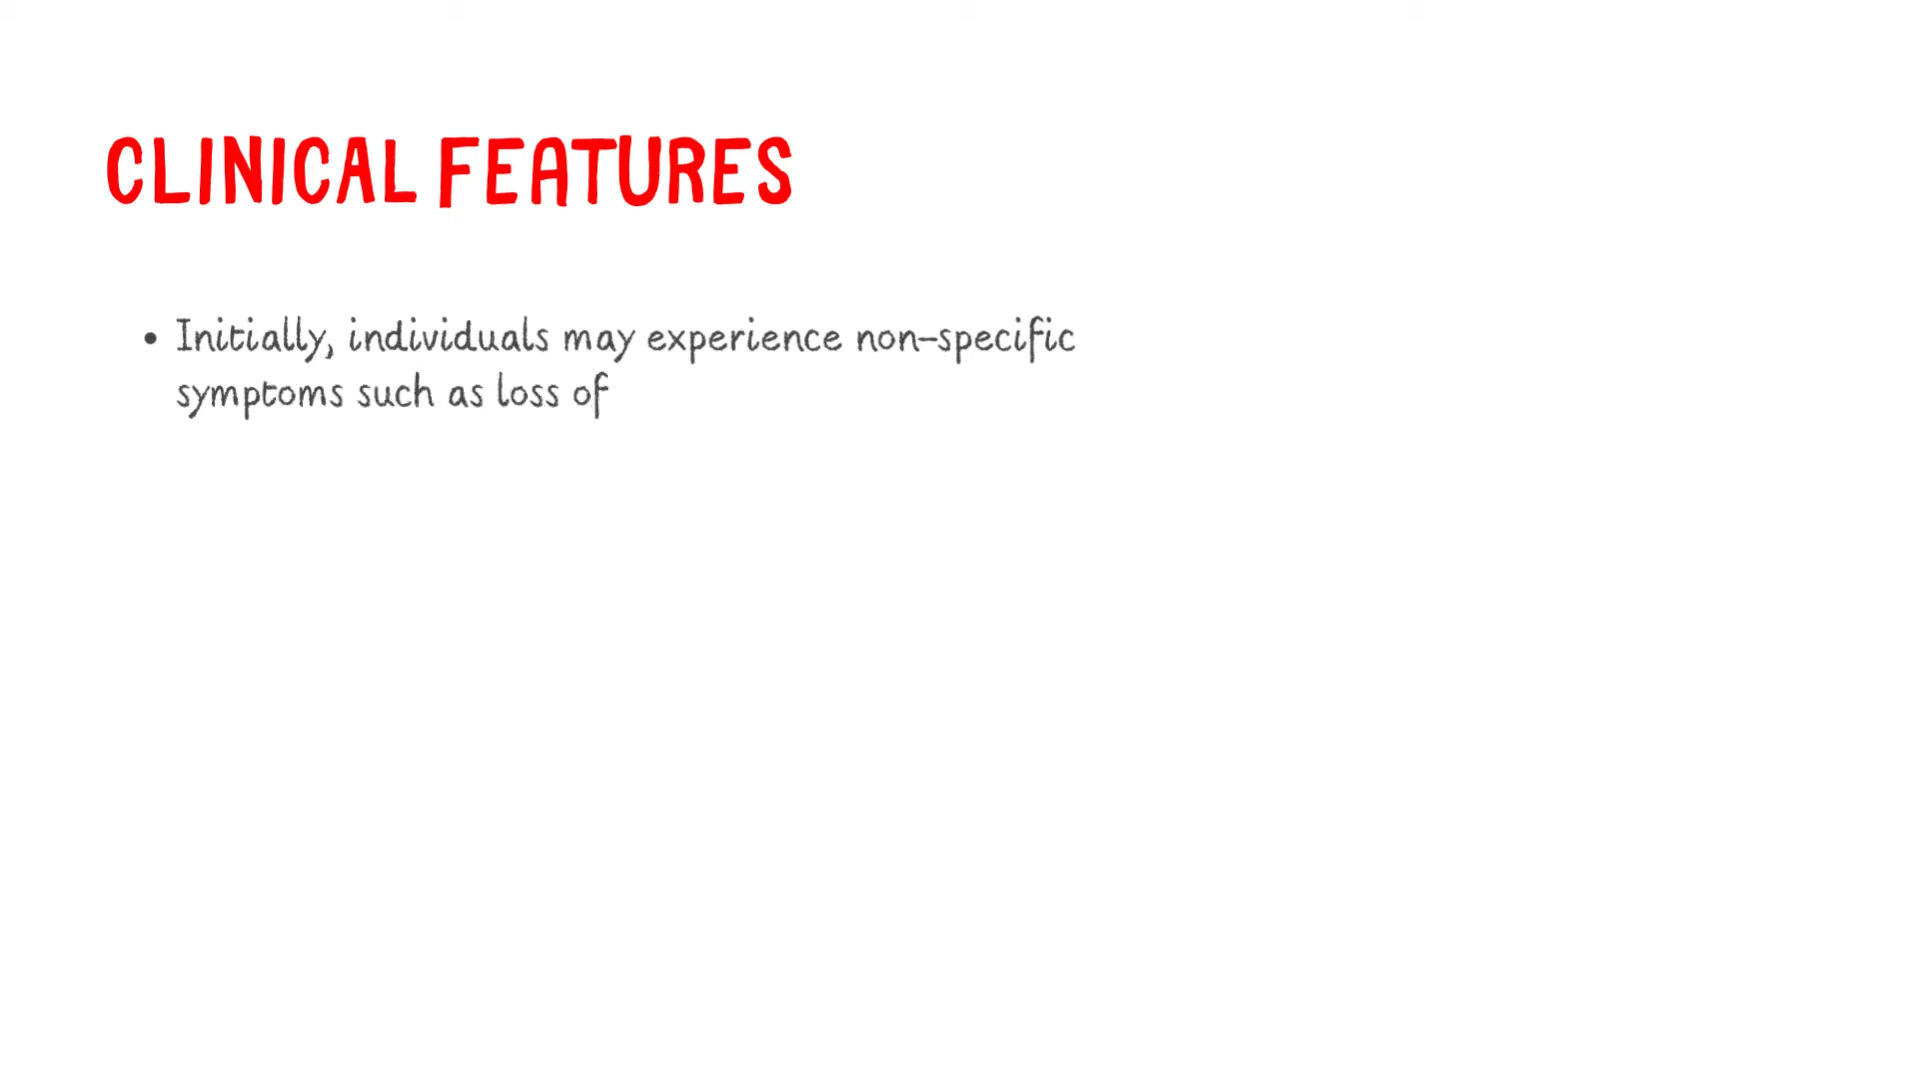 CLINICAL FEATURES
• Initially, individuals may experience non-specific
symptoms such as loss of